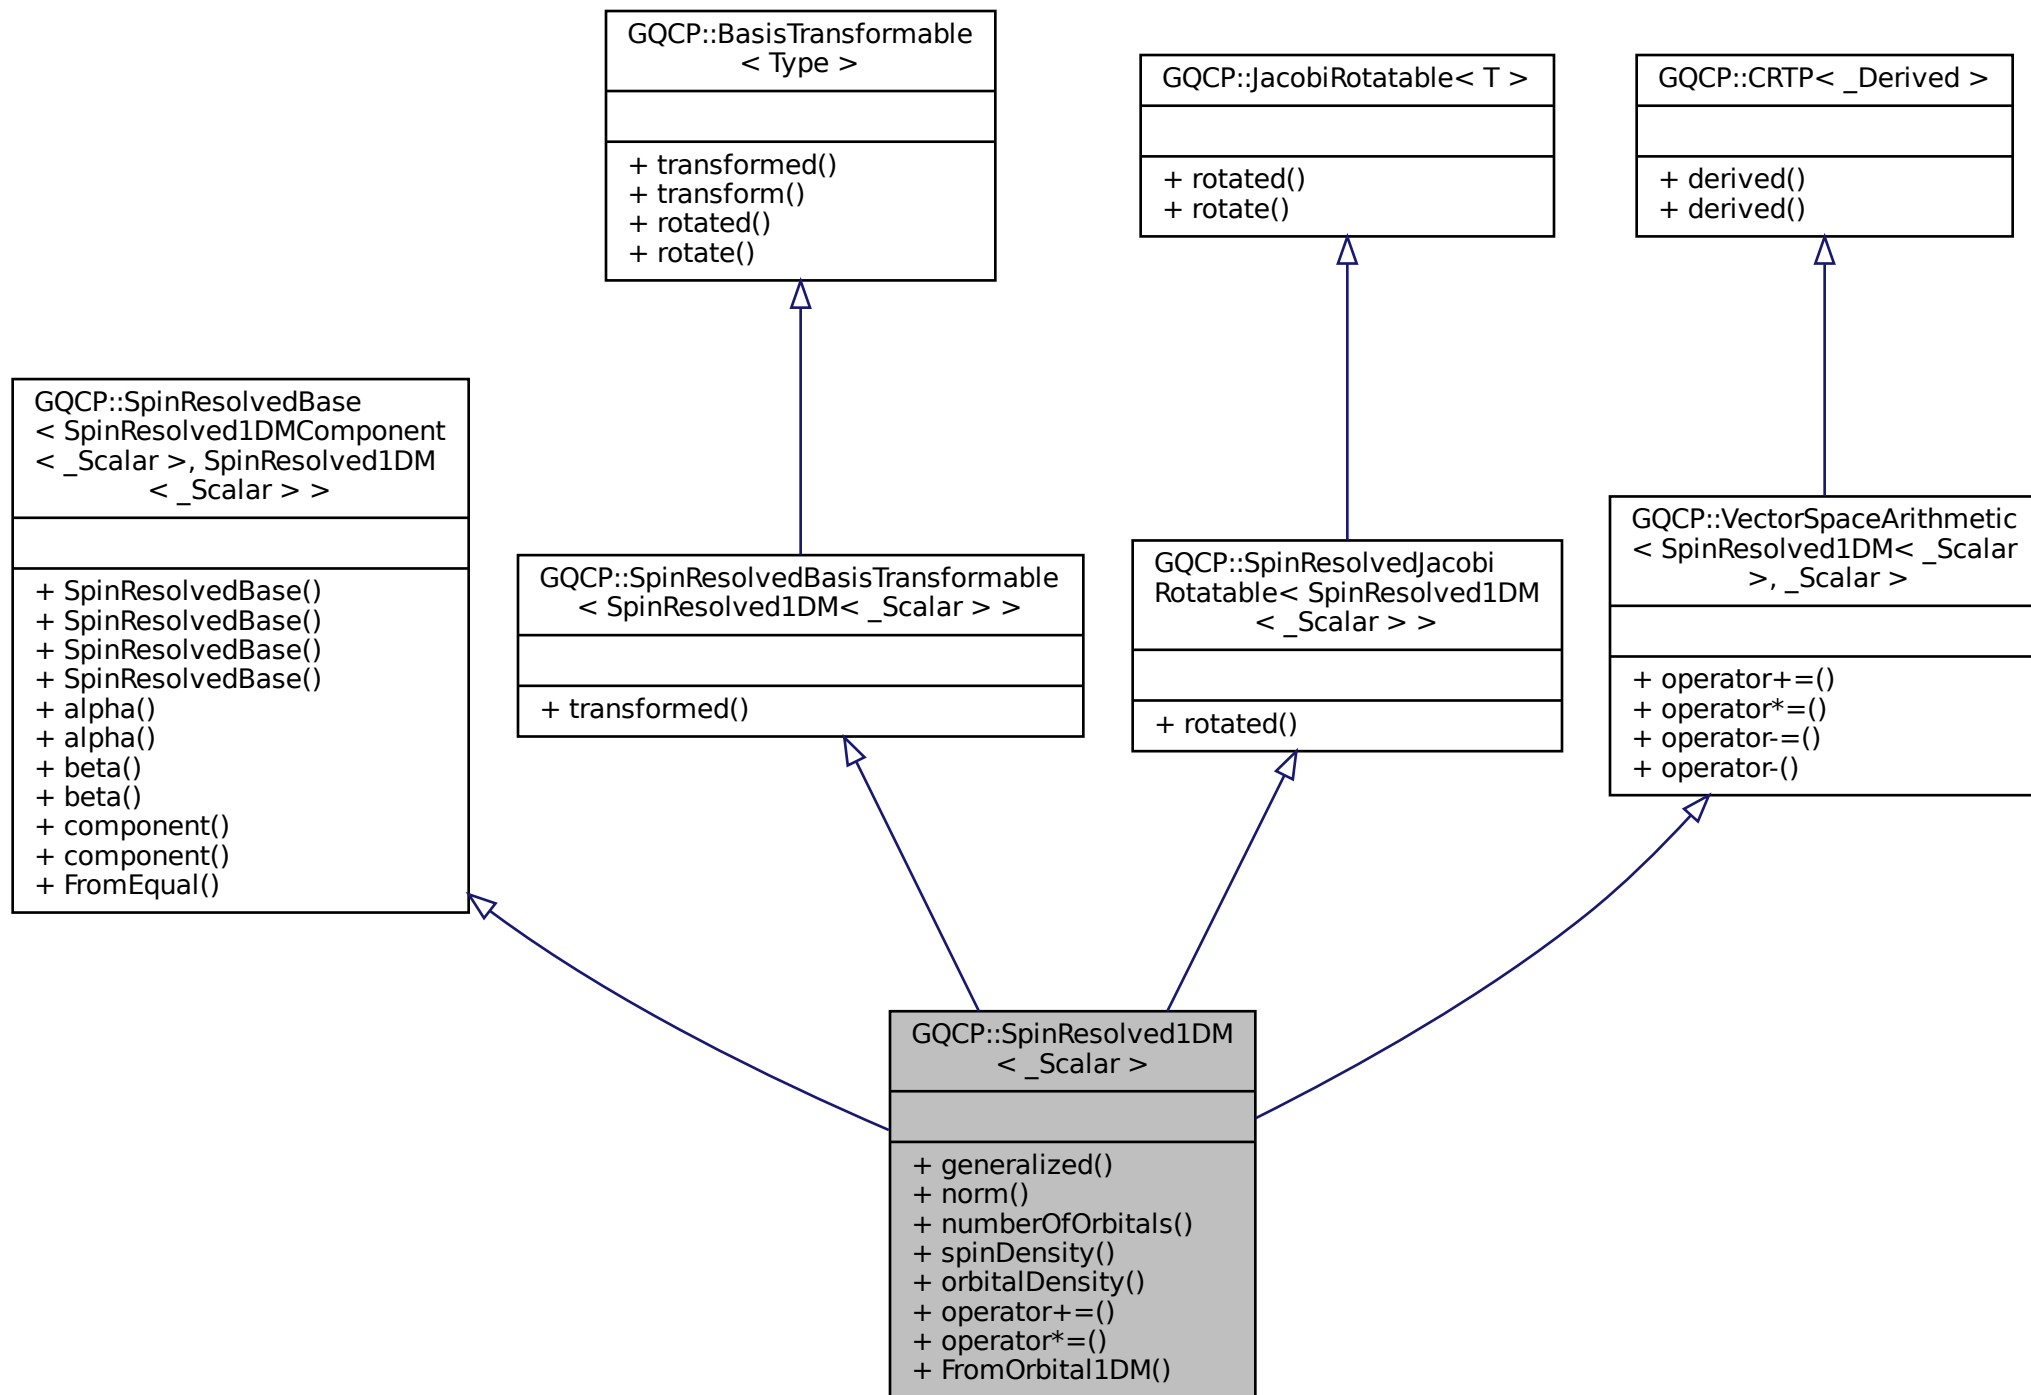 GQCP::BasisTransformable
< Type >
+ transformed()
+ transform()
+ rotated()
+ rotate()
GQCP::JacobiRotatable< T >
+ rotated()
+ rotate()
GQCP::CRTP< _Derived >
+ derived()
+ derived()
GQCP::SpinResolvedBase
< SpinResolved1DMComponent
< _Scalar >, SpinResolved1DM
< _Scalar > >
+ SpinResolvedBase()
+ SpinResolvedBase()
+ SpinResolvedBase()
+ SpinResolvedBase()
+ alpha()
+ alpha()
+ beta()
+ beta()
+ component()
+ component()
+ FromEqual()
GQCP::SpinResolvedBasisTransformable
< SpinResolved1DM< _Scalar > >
+ transformed()
GQCP::SpinResolvedJacobi
Rotatable< SpinResolved1DM
< _Scalar > >
+ rotated()
GQCP::VectorSpaceArithmetic
< SpinResolved1DM< _Scalar
>, _Scalar >
+ operator+=()
+ operator*=()
+ operator-=()
+ operator-()
GQCP::SpinResolved1DM
< _Scalar >
+ generalized()
+ norm()
+ numberOfOrbitals()
+ spinDensity()
+ orbitalDensity()
+ operator+=()
+ operator*=()
+ FromOrbital1DM()